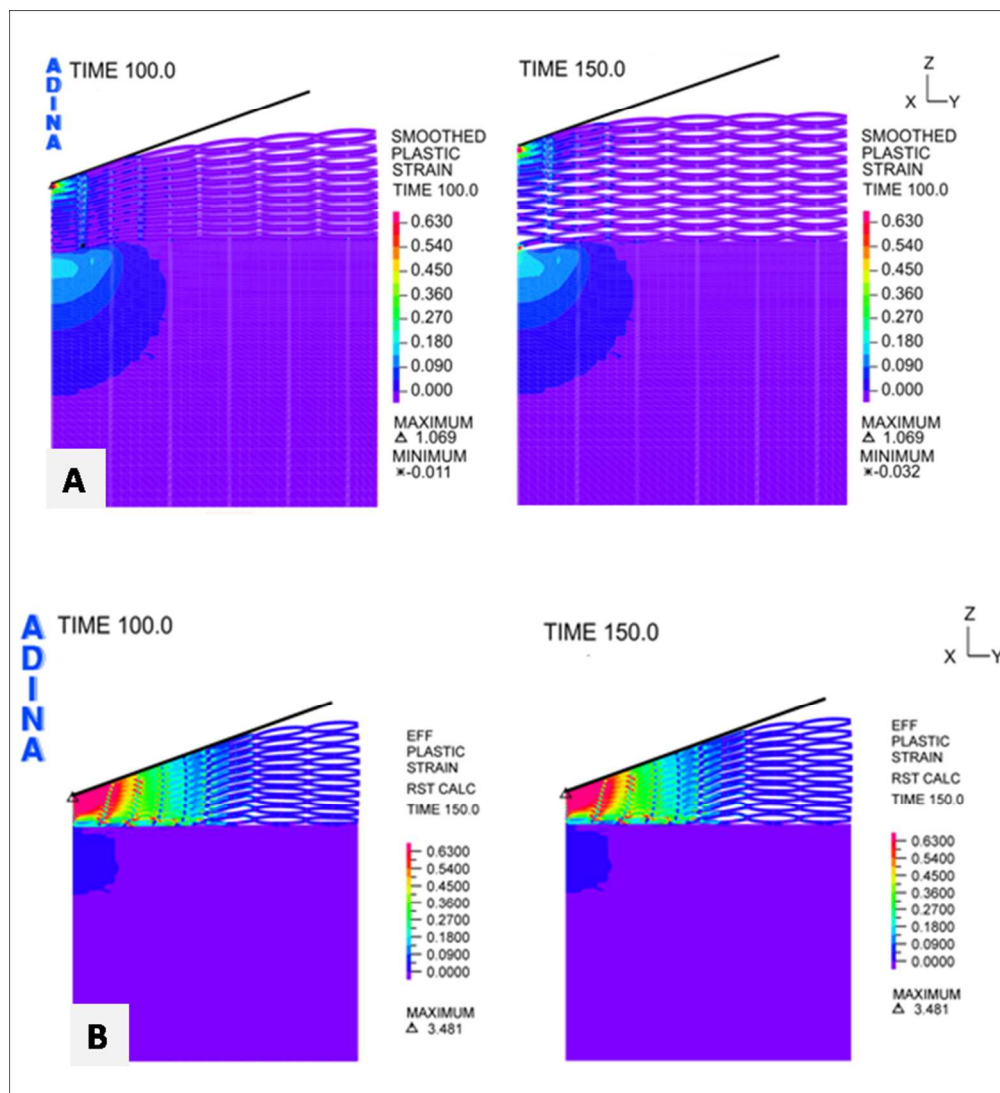 ADINA
TIME 100.0
SMOOTHED
PLASTIC
STRAIN
TIME 100.0
0.630
0.540
0.450
0.360
0.270
0.180
0.090
0.000
MAXIMUM
△ 1.069
MINIMUM
✳-0.011
A
TIME 150.0
Z
X Y
SMOOTHED
PLASTIC
STRAIN
TIME 100.0
0.630
0.540
0.450
0.360
0.270
0.180
0.090
0.000
MAXIMUM
△ 1.069
MINIMUM
✳-0.032
ADINA
TIME 100.0
EFF
PLASTIC
STRAIN
RST CALC
TIME 150.0
0.6300
0.5400
0.4500
0.3600
0.2700
0.1800
0.0900
0.0000
MAXIMUM
△ 3.481
B
TIME 150.0
Z
X Y
EFF
PLASTIC
STRAIN
RST CALC
TIME 150.0
0.6300
0.5400
0.4500
0.3600
0.2700
0.1800
0.0900
0.0000
MAXIMUM
△ 3.481